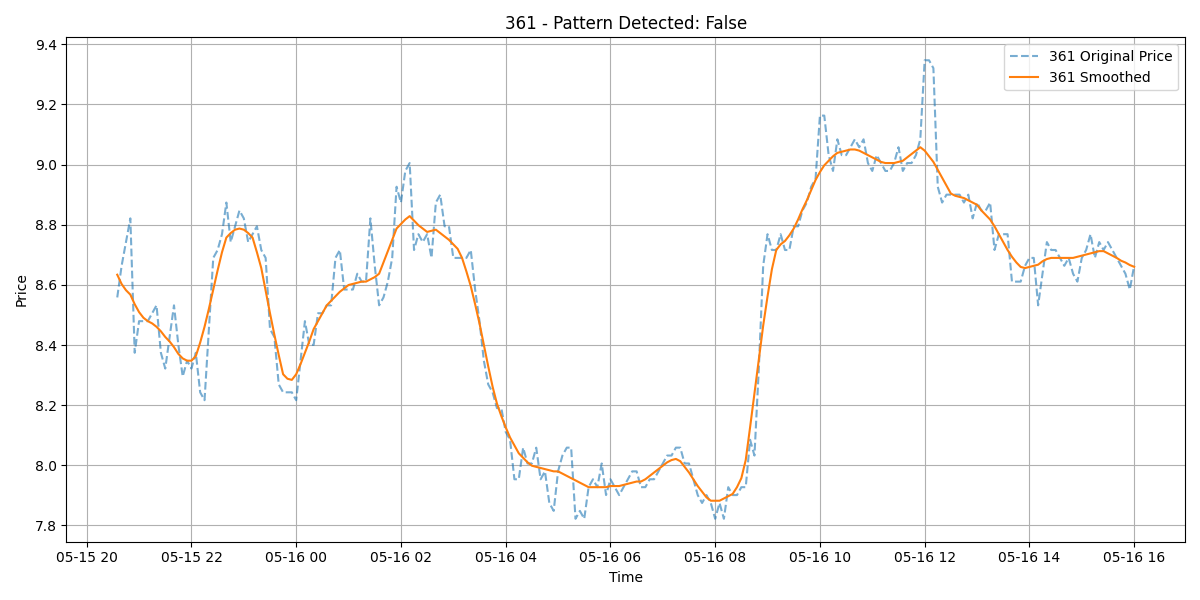 361 - Pattern Detected: False
361 Original Price
361 Smoothed
Price
9.4
9.2
9.0
8.8
8.6
8.4
8.2
8.0
7.8
05-15 20 05-15 22 05-16 00 05-16 02 05-16 04 05-16 06 05-16 08 05-16 10 05-16 12 05-16 14 05-16 16
Time